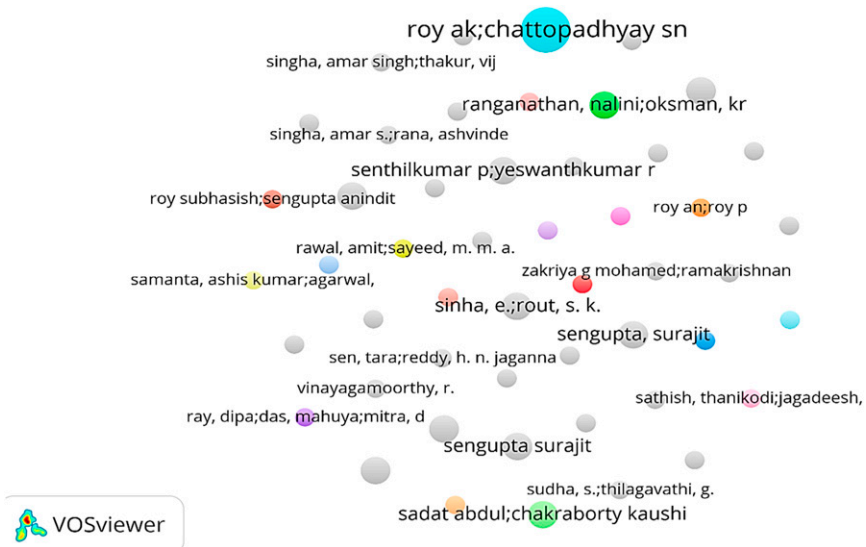 roy ak;chattopadhyay sn
singha, amar singh;thakur, vij
ranganathan, nalini;oksman, kr
singha, amar s.;rana, ashvinde
senthilkumar p;yeswanthkumar r
roy subhasish;sengupta anindit
roy an;roy p
rawal, amit;sayeed, m. m. a.
zakriya g mohamed;ramakrishnan
samanta, ashis kumar;agarwal,
sinha, e.;rout, s. k.
sengupta, surajit
sen, tara;reddy, h. n. jaganna
vinayagamoorthy, r.
sathish, thanikodi;jagadeesh,
ray, dipa;das, mahuya;mitra, d
sengupta surajit
sudha, s.;thilagavathi, g.
sadat abdul;chakraborty kaushi
VOSviewer